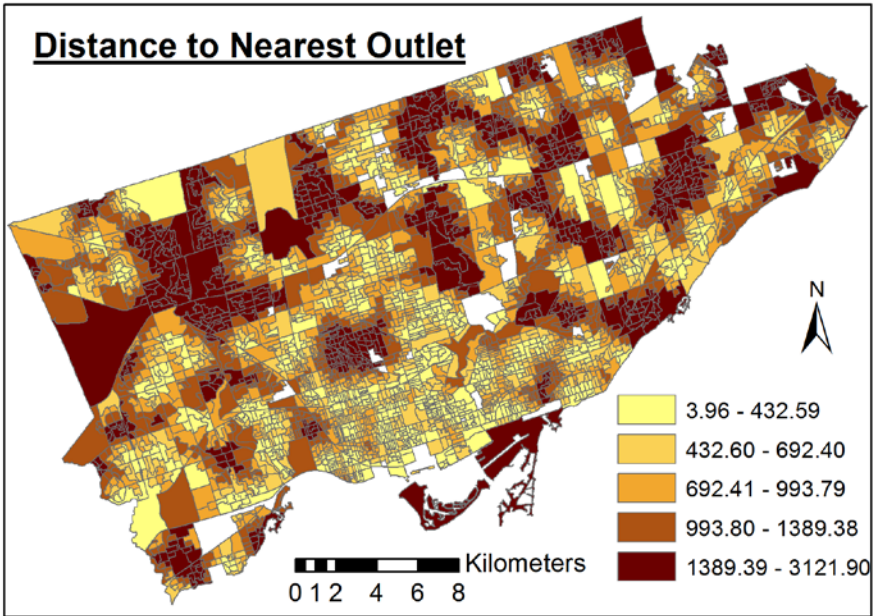 Distance to Nearest Outlet
N
3.96 - 432.59
432.60 - 692.40
692.41 - 993.79
993.80 - 1389.38
1389.39 - 3121.90
Kilometers
0 1 2 4 6 8